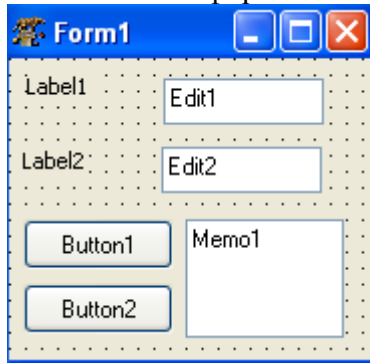 Form1
Label1
Edit1
Label2
Edit2
Button1
Memo1
Button2